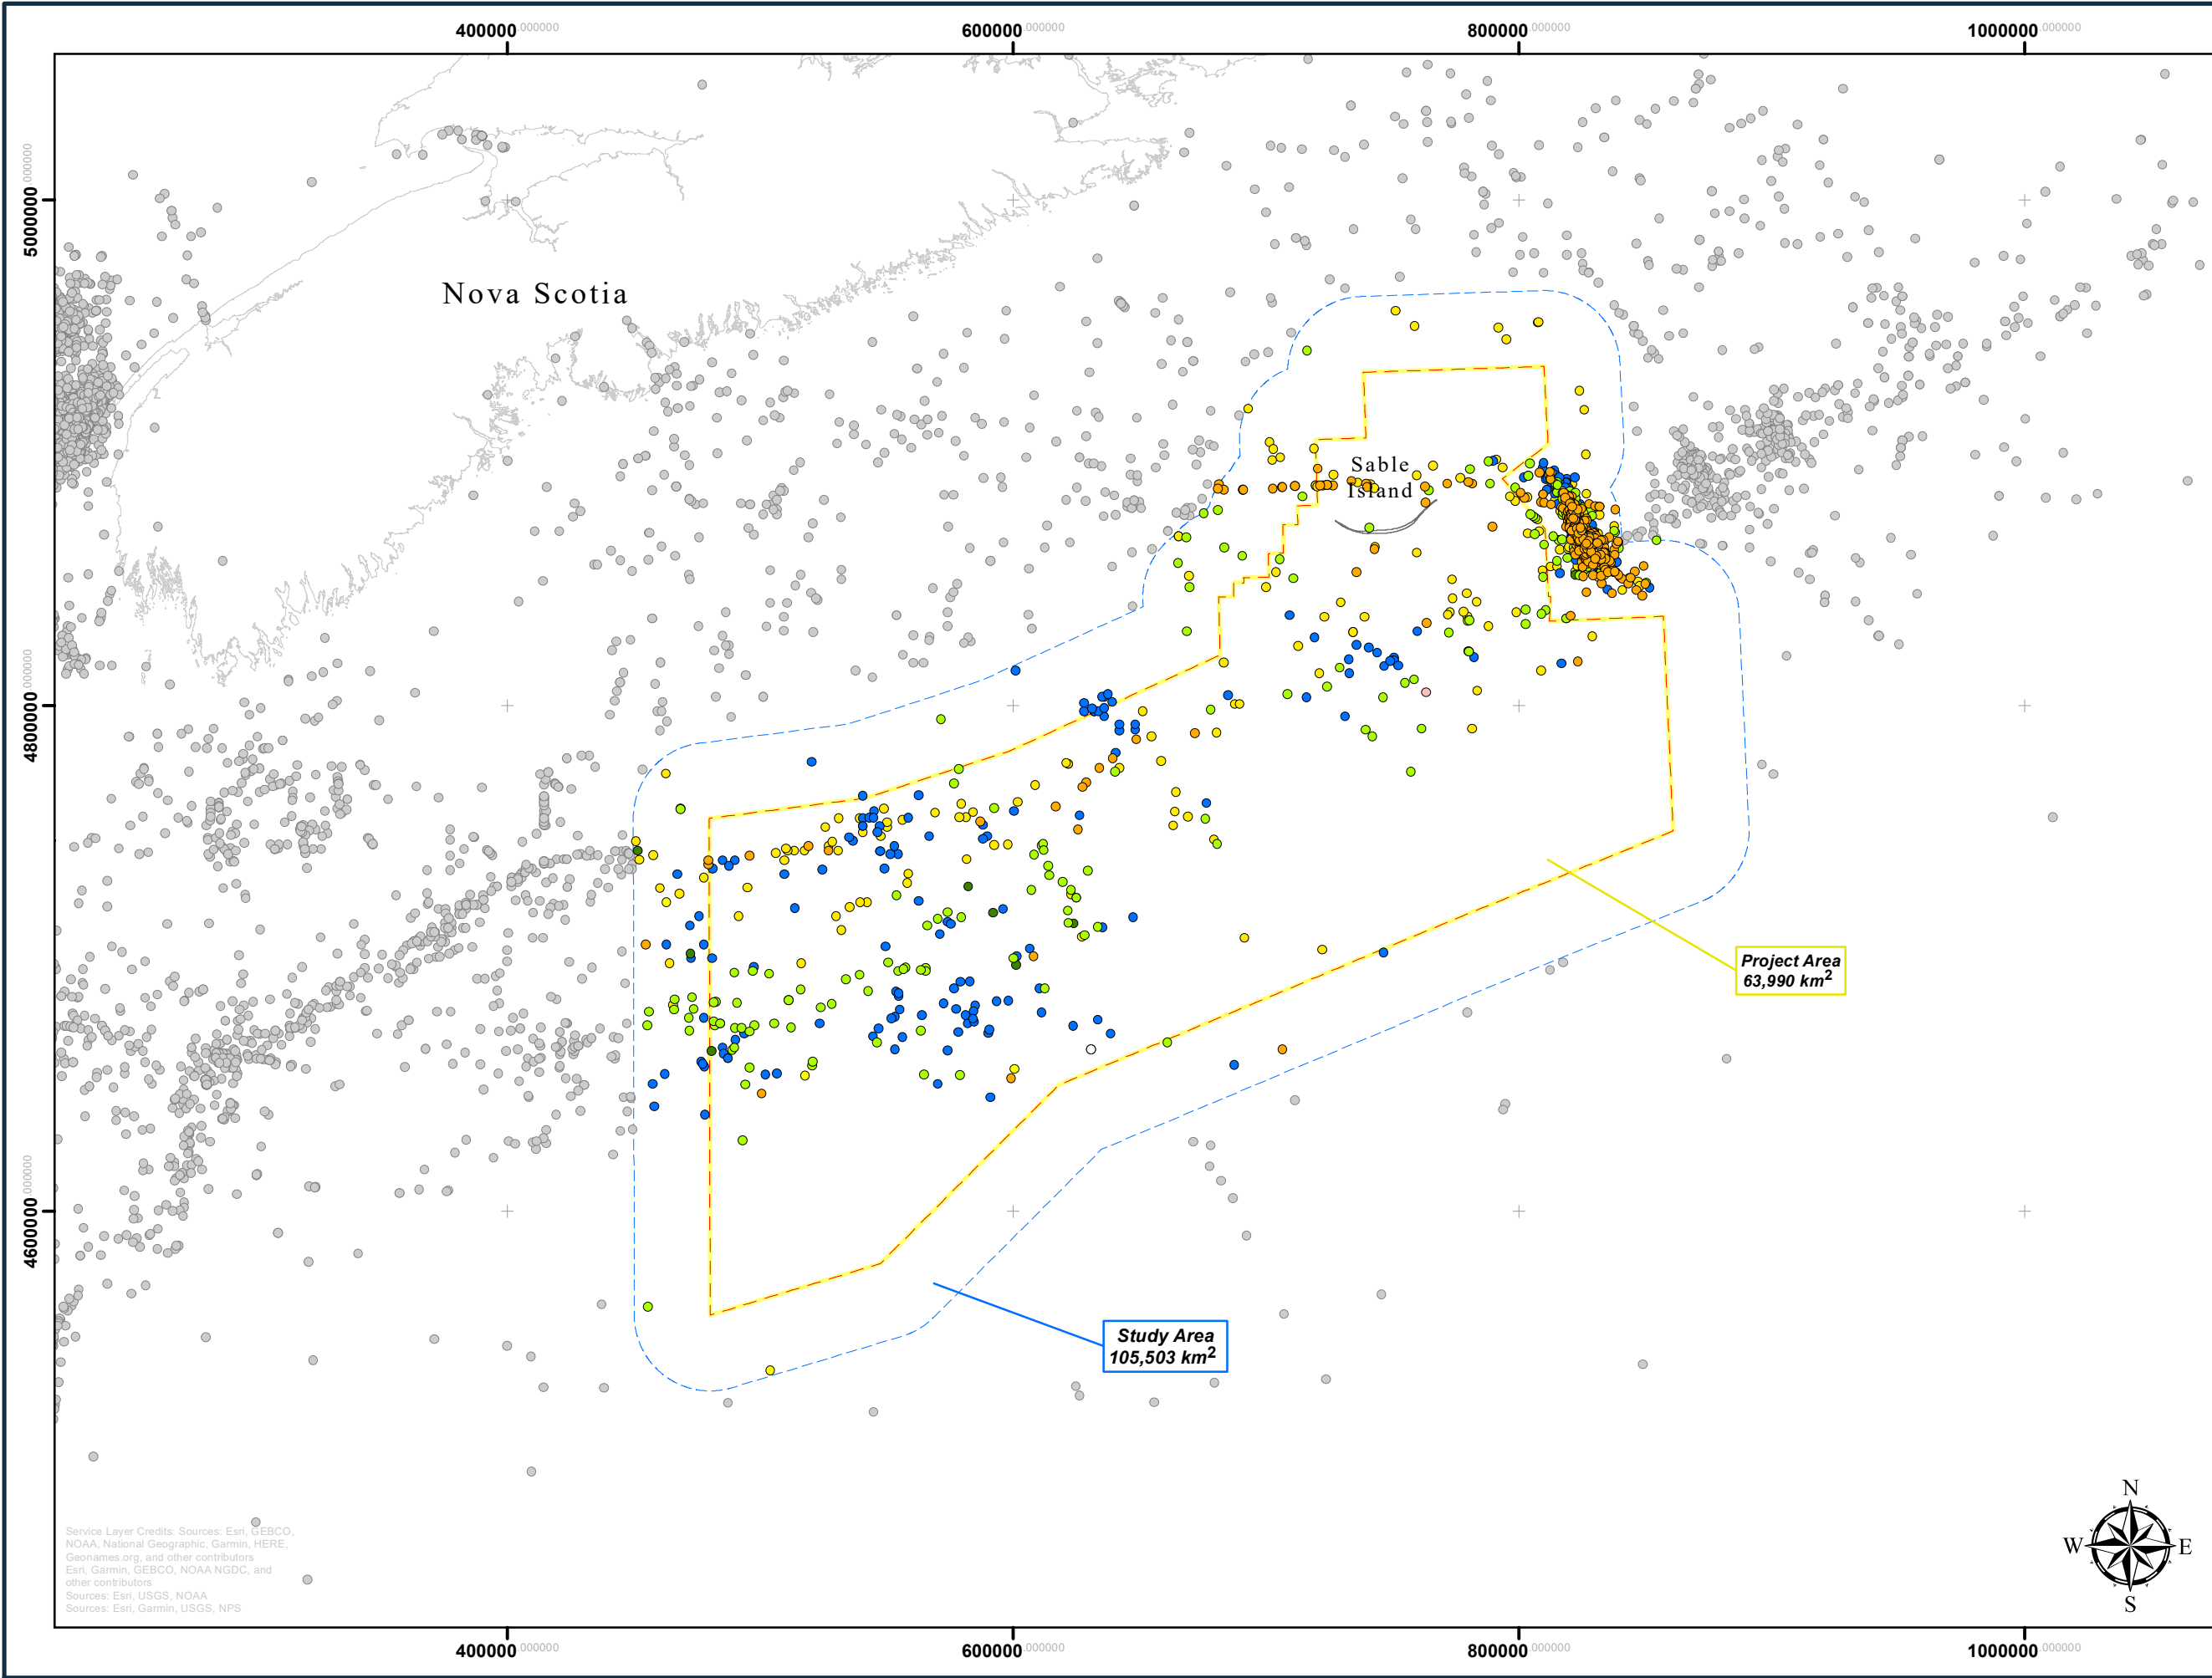 400000.000000 600000.000000 800000.000000 1000000.000000
5000000.000000
Nova Scotia
Sable
Island
4800000.000000
Project Area
63,990 km²
4600000.000000
Study Area
105,503 km²
N
W E
S
Service Layer Credits: Sources: Esri, GEBCO,
NOAA, National Geographic, Garmin, HERE,
Geonames.org, and other contributors
Esri, Garmin, GEBCO, NOAA NGDC, and
other contributors
Sources: Esri, USGS, NOAA
Sources: Esri, Garmin, USGS, NPS
400000.000000 600000.000000 800000.000000 1000000.000000